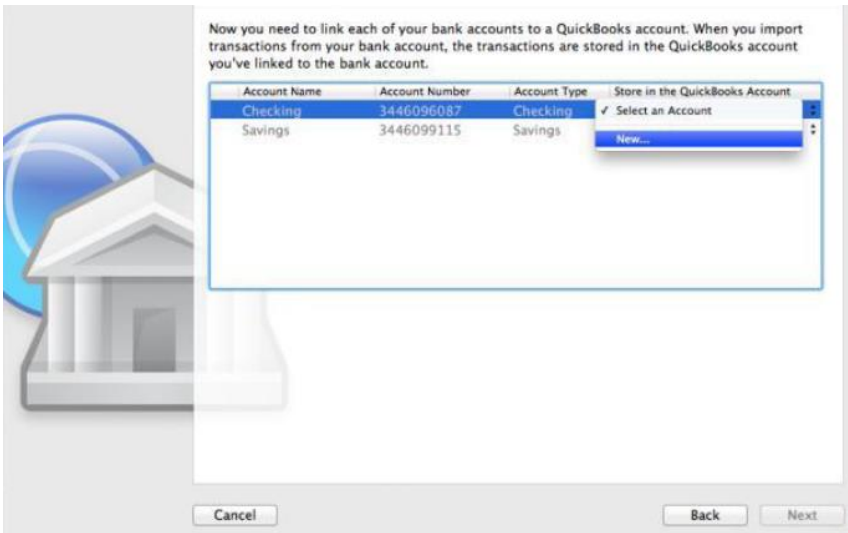 Now you need to link each of your bank accounts to a QuickBooks account. When you import
transactions from your bank account, the transactions are stored in the QuickBooks account
you've linked to the bank account.
Account Name Account Number Account Type Store in the QuickBooks Account
Checking 3446096087 Checking ✓ Select an Account
Savings 3446099115 Savings
New...
Cancel Back Next